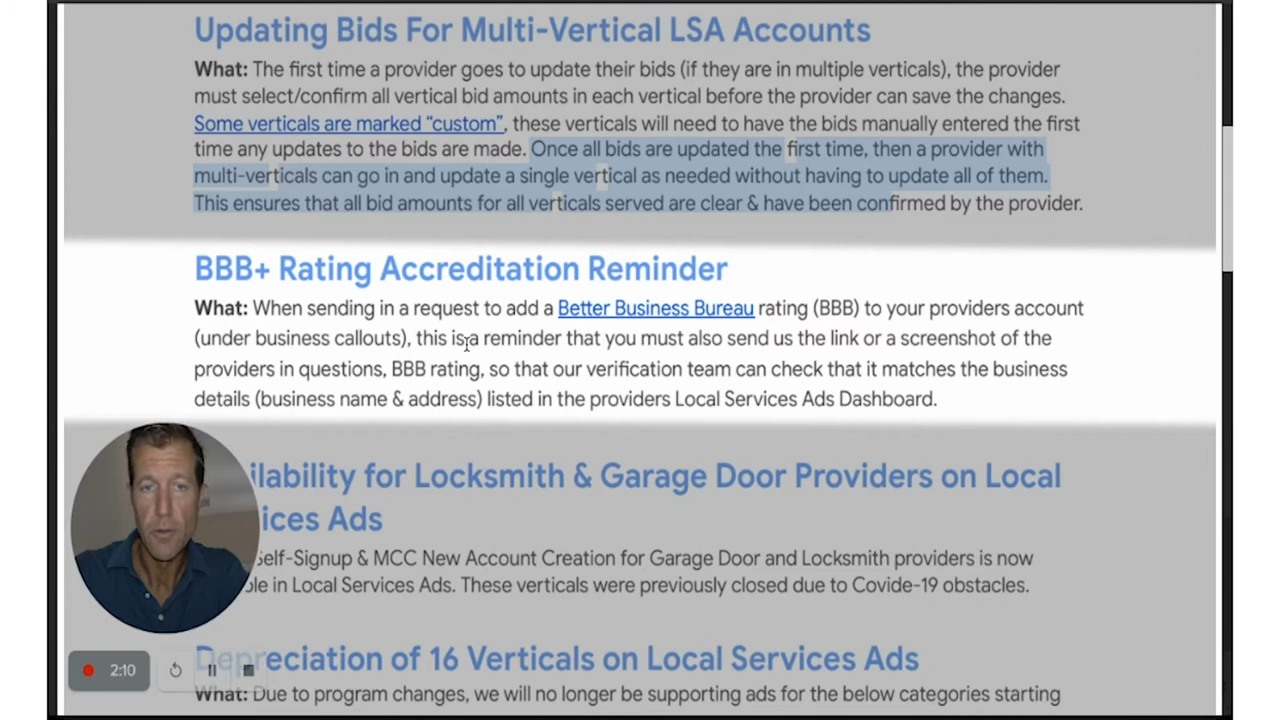 Updating Bids For Multi-Vertical LSA Accounts
What: The first time a provider goes to update their bids (if they are in multiple verticals), the provider
must select/confirm all vertical bid amounts in each vertical before the provider can save the changes.
Some verticals are marked “custom”, these verticals will need to have the bids manually entered the first
time any updates to the bids are made. Once all bids are updated the first time, then a provider with
multi-verticals can go in and update a single vertical as needed without having to update all of them.
This ensures that all bid amounts for all verticals served are clear & have been confirmed by the provider.
BBB+ Rating Accreditation Reminder
What: When sending in a request to add a Better Business Bureau rating (BBB) to your providers account
(under business callouts), this is a reminder that you must also send us the link or a screenshot of the
providers in questions, BBB rating, so that our verification team can check that it matches the business
details (business name & address) listed in the providers Local Services Ads Dashboard.
ilability for Locksmith & Garage Door Providers on Local
ices Ads
Self-Signup & MCC New Account Creation for Garage Door and Locksmith providers is now
ble in Local Services Ads. These verticals were previously closed due to Covide-19 obstacles.
Depreciation of 16 Verticals on Local Services Ads
What: Due to program changes, we will no longer be supporting ads for the below categories starting
2:10